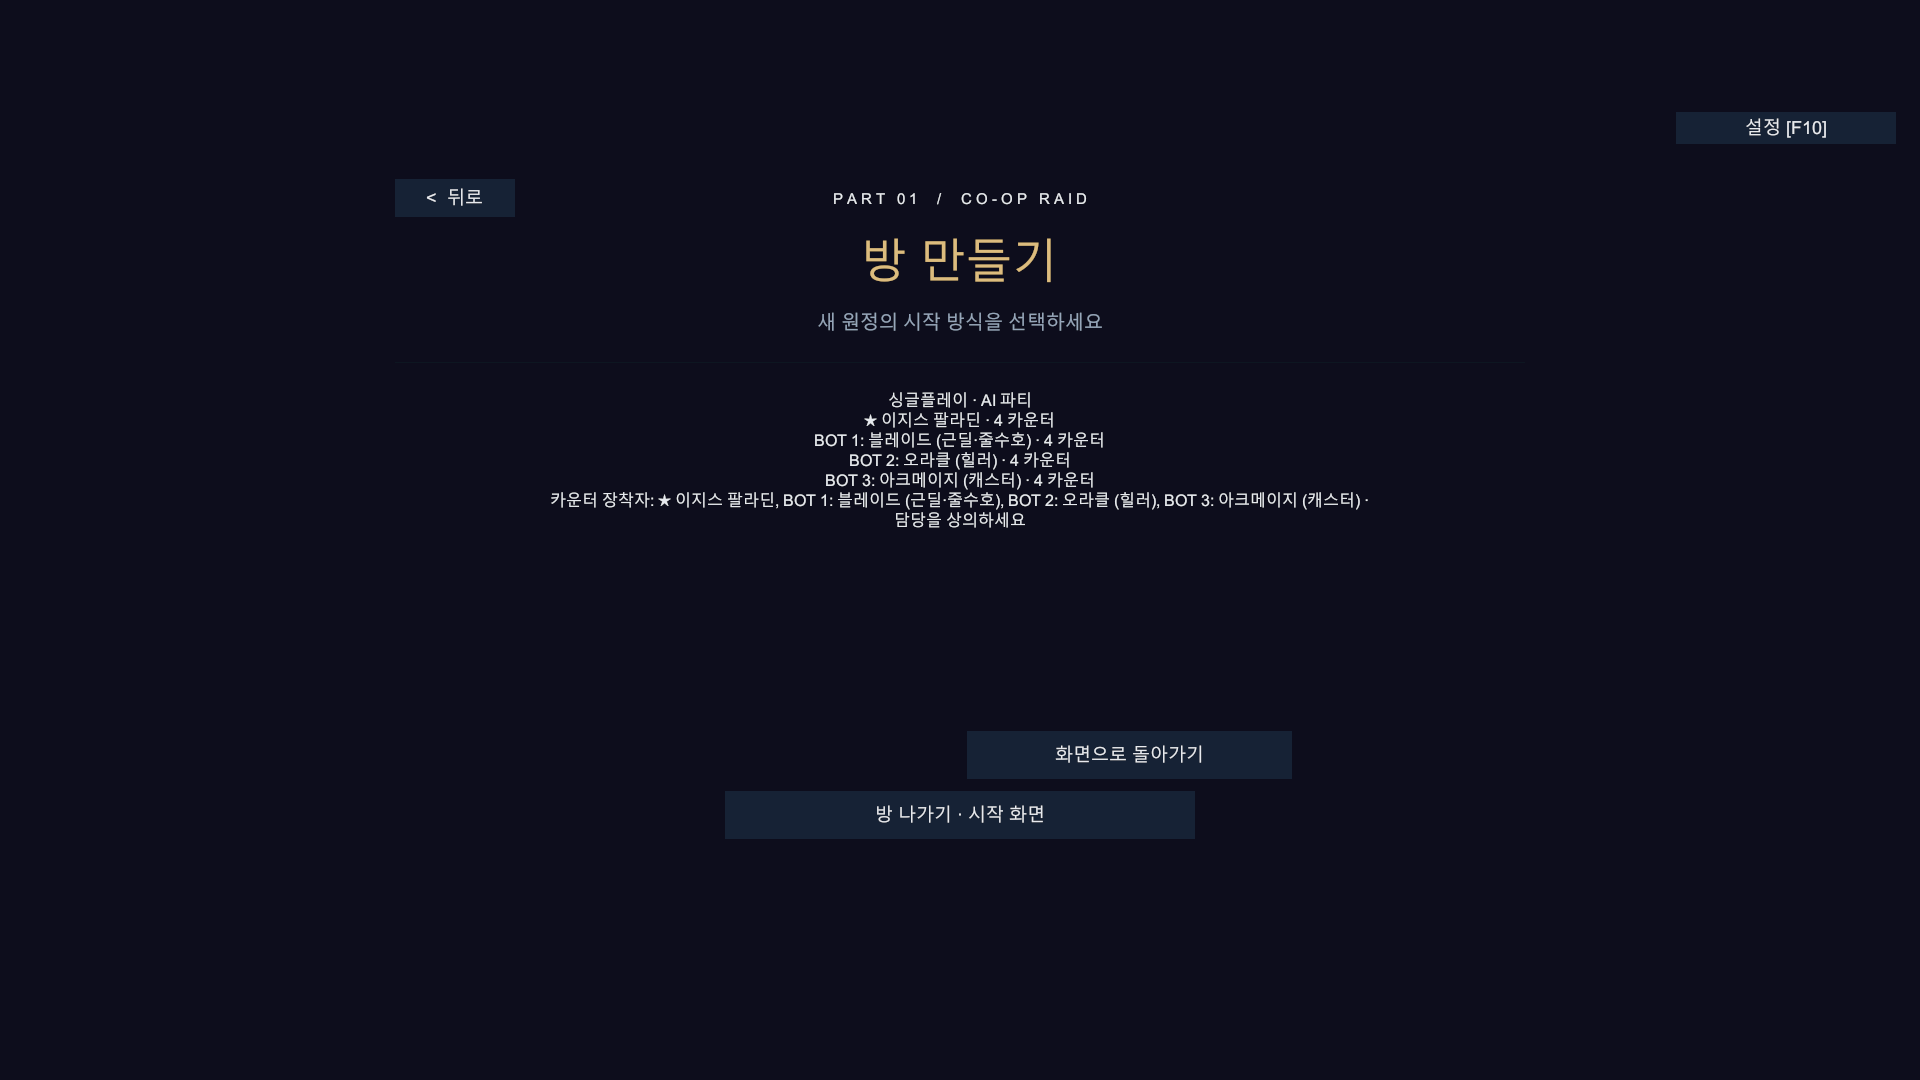 설정 [F10]
< 뒤로
PART 01 / CO-OP RAID
방 만들기
새 원정의 시작 방식을 선택하세요
싱글플레이 · AI 파티
★ 이지스 팔라딘 · 4 카운터
BOT 1: 블레이드 (근딜·줄수호) · 4 카운터
BOT 2: 오라클 (힐러) · 4 카운터
BOT 3: 아크메이지 (캐스터) · 4 카운터
카운터 장착자: ★ 이지스 팔라딘, BOT 1: 블레이드 (근딜·줄수호), BOT 2: 오라클 (힐러), BOT 3: 아크메이지 (캐스터) ·
담당을 상의하세요
화면으로 돌아가기
방 나가기 · 시작 화면